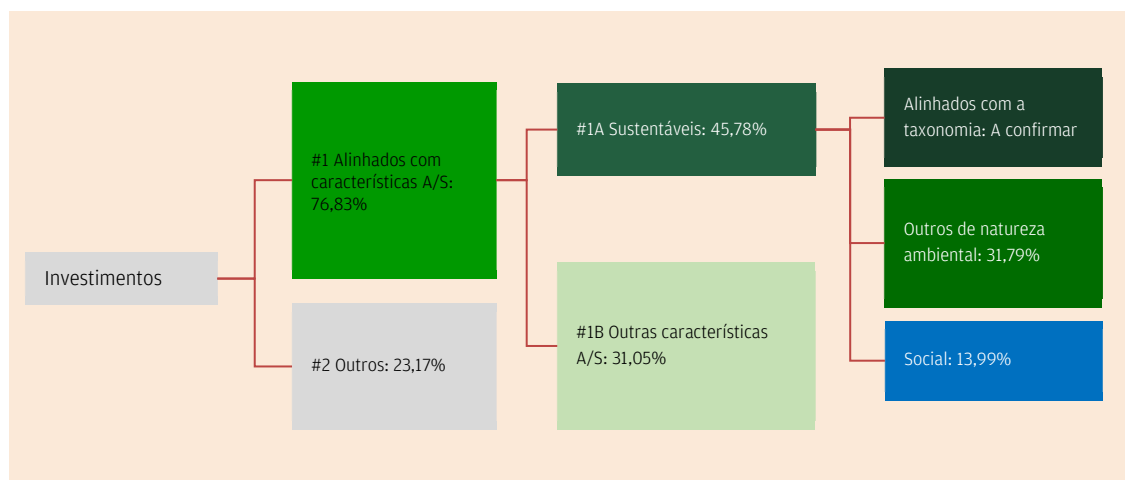 Investimentos
#1 Alinhados com
características A/S:
76,83%
#2 Outros: 23,17%
#1A Sustentáveis: 45,78%
#1B Outras características
A/S: 31,05%
Alinhados com a
taxonomia: A confirmar
Outros de natureza
ambiental: 31,79%
Social: 13,99%